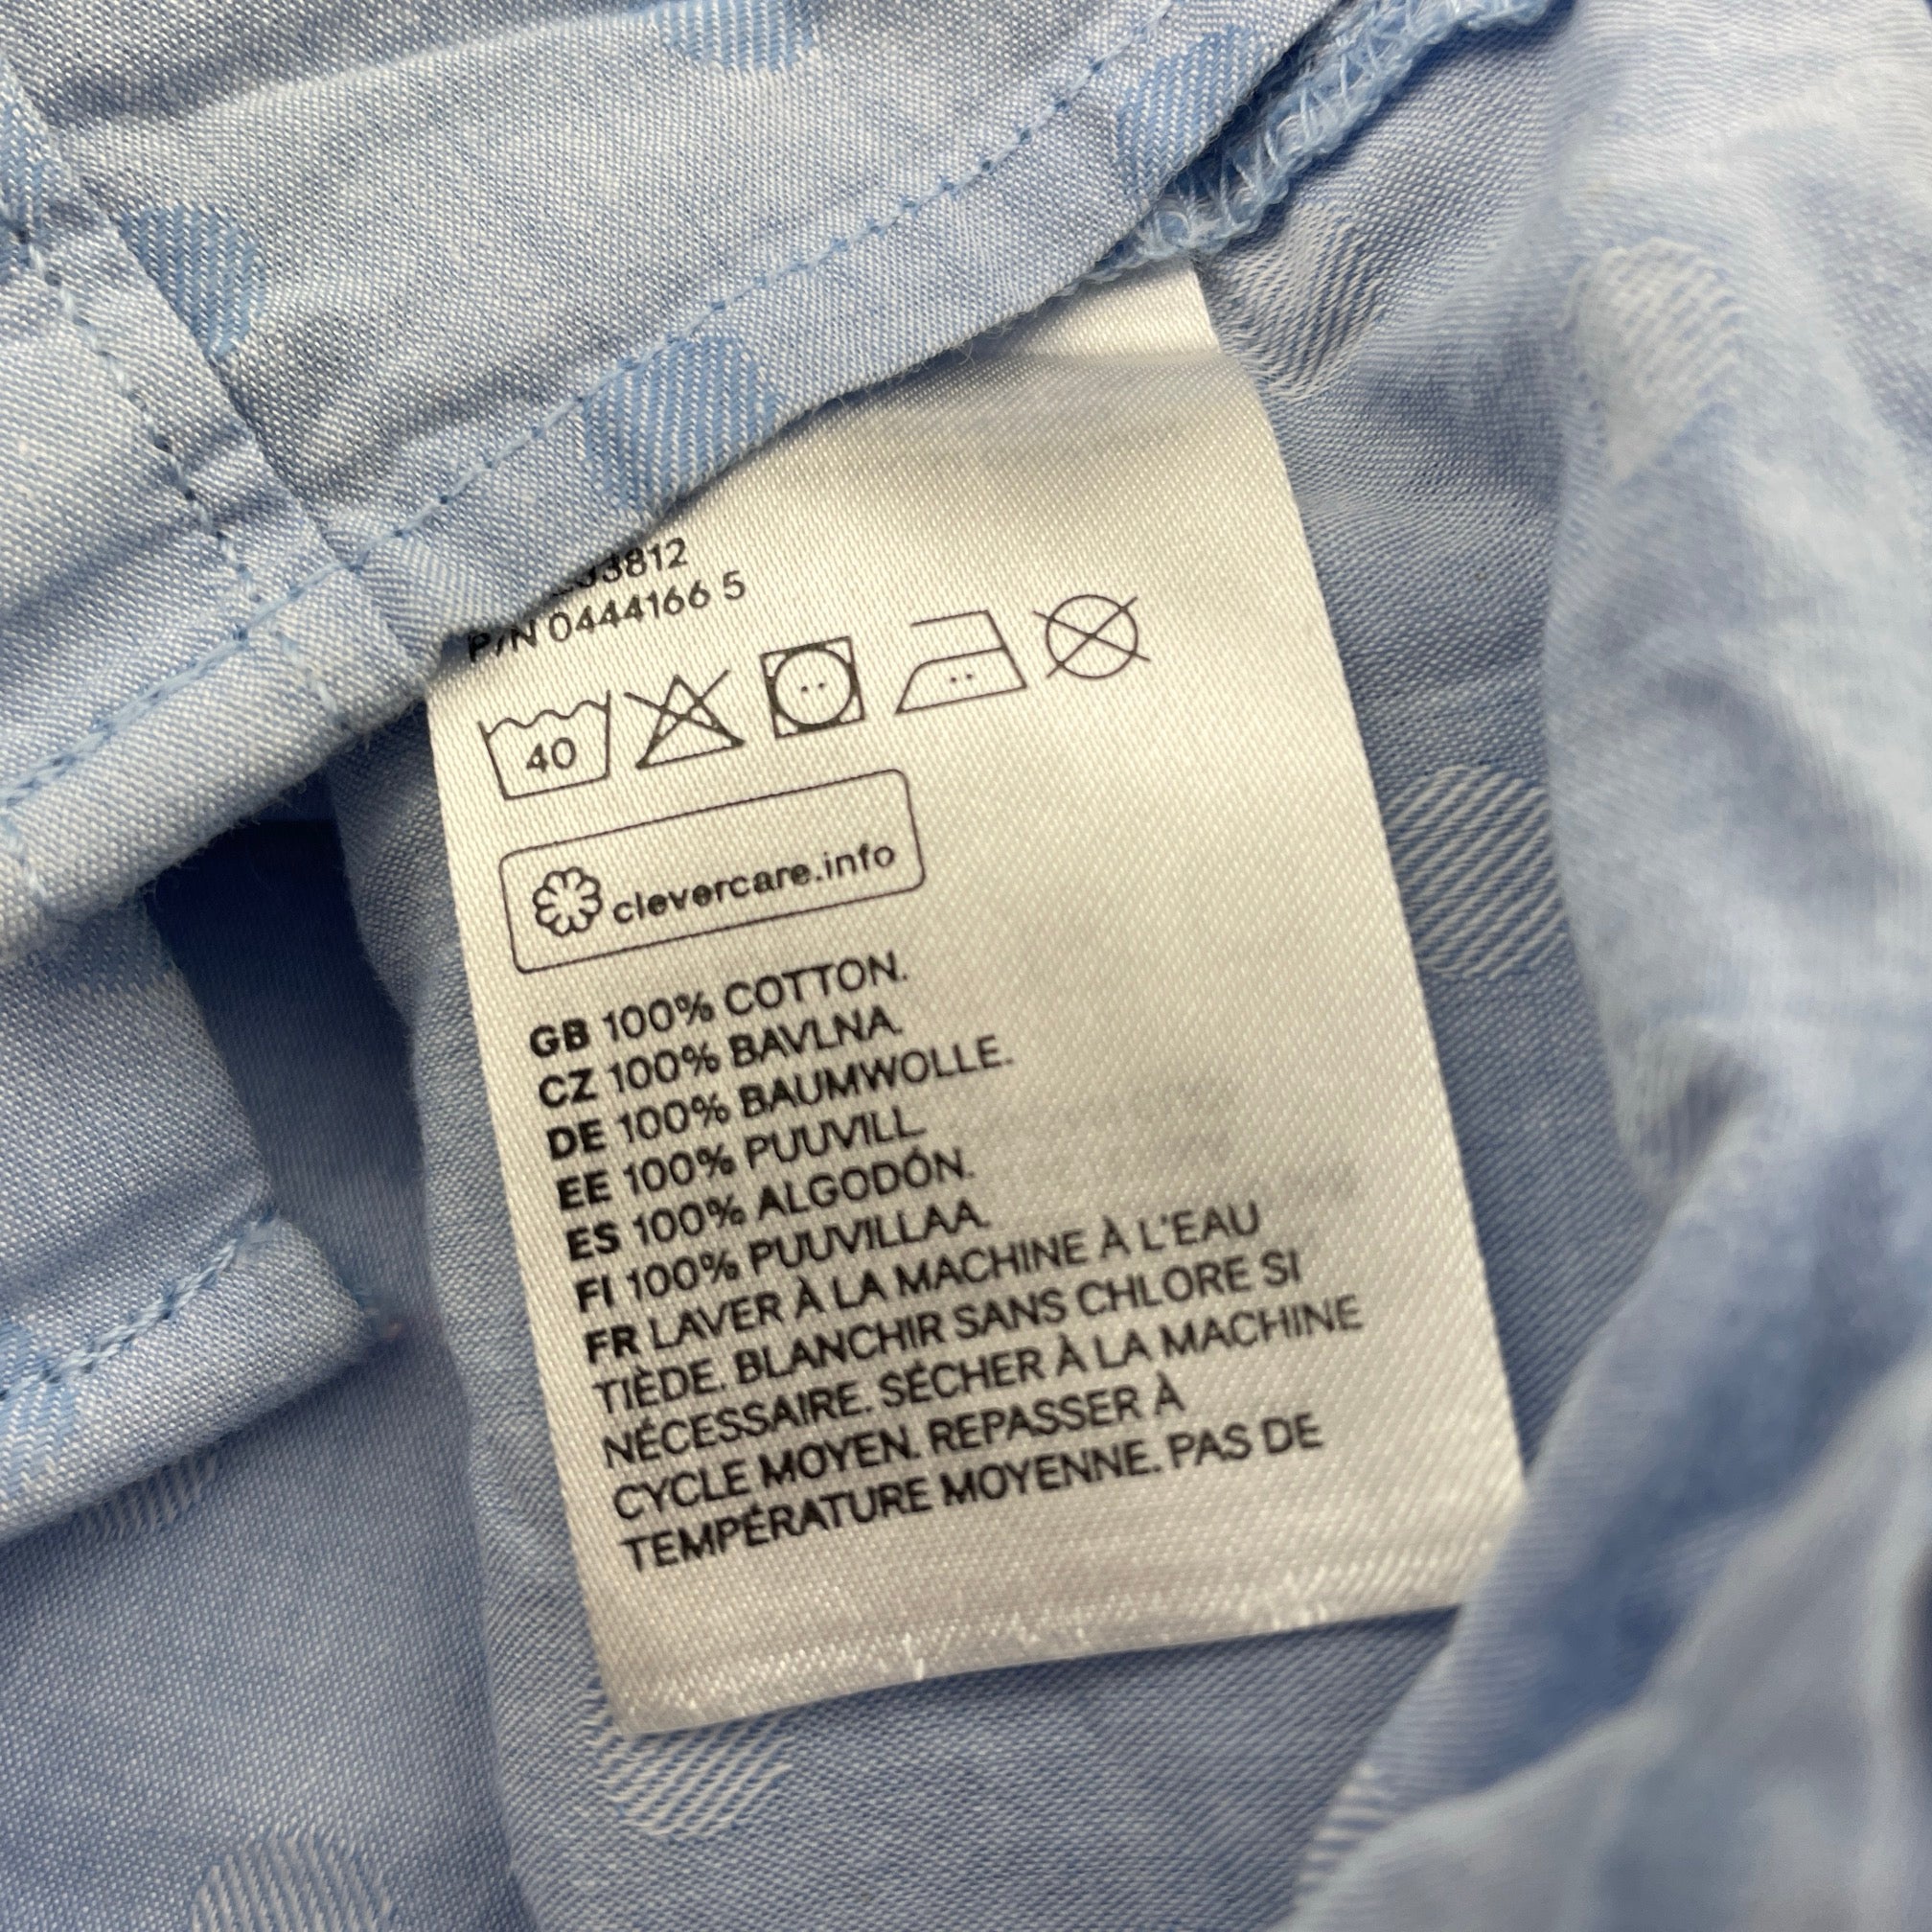 33812
P/N 0444166 5
40
clevercare.info
GB 100% COTTON.
CZ 100% BAVLNA.
DE 100% BAUMWOLLE.
EE 100% PUUVILL.
ES 100% ALGODÓN.
FI 100% PUUVILLAA.
FR LAVER À LA MACHINE À L'EAU
TIÈDE. BLANCHIR SANS CHLORE SI
NÉCESSAIRE. SÉCHER À LA MACHINE
CYCLE MOYEN. REPASSER À
TEMPÉRATURE MOYENNE. PAS DE